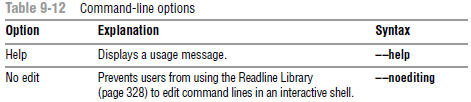 Table 9-12 Command-line options
Option Explanation Syntax
Help Displays a usage message. ––help
No edit Prevents users from using the Readline Library ––noediting
(page 328) to edit command lines in an interactive shell.